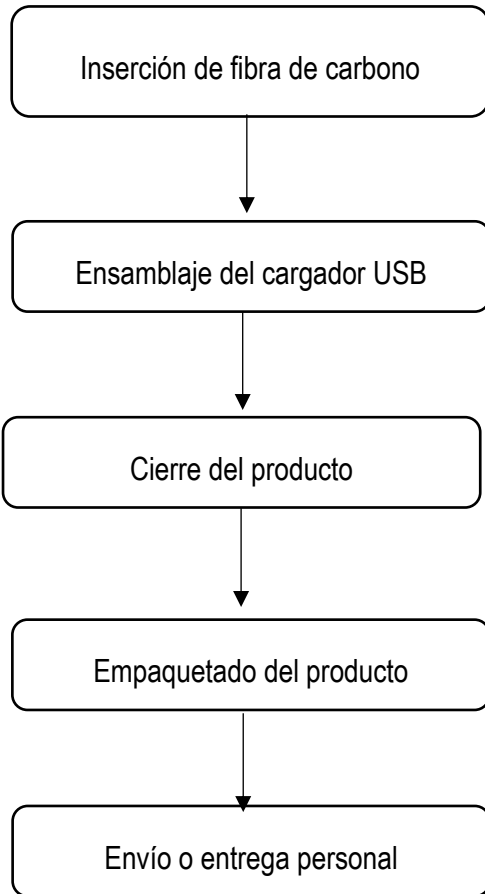 Inserción de fibra de carbono
Ensamblaje del cargador USB
Cierre del producto
Empaquetado del producto
Envío o entrega personal